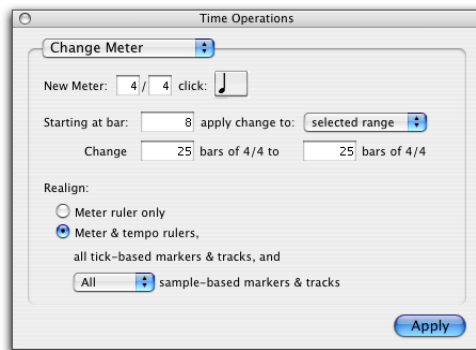 Time Operations
Change Meter
New Meter: 4 / 4 click:
Starting at bar: 8 apply change to: selected range
Change 25 bars of 4/4 to 25 bars of 4/4
Realign:
Meter ruler only
Meter & tempo rulers,
all tick-based markers & tracks, and
All sample-based markers & tracks
Apply